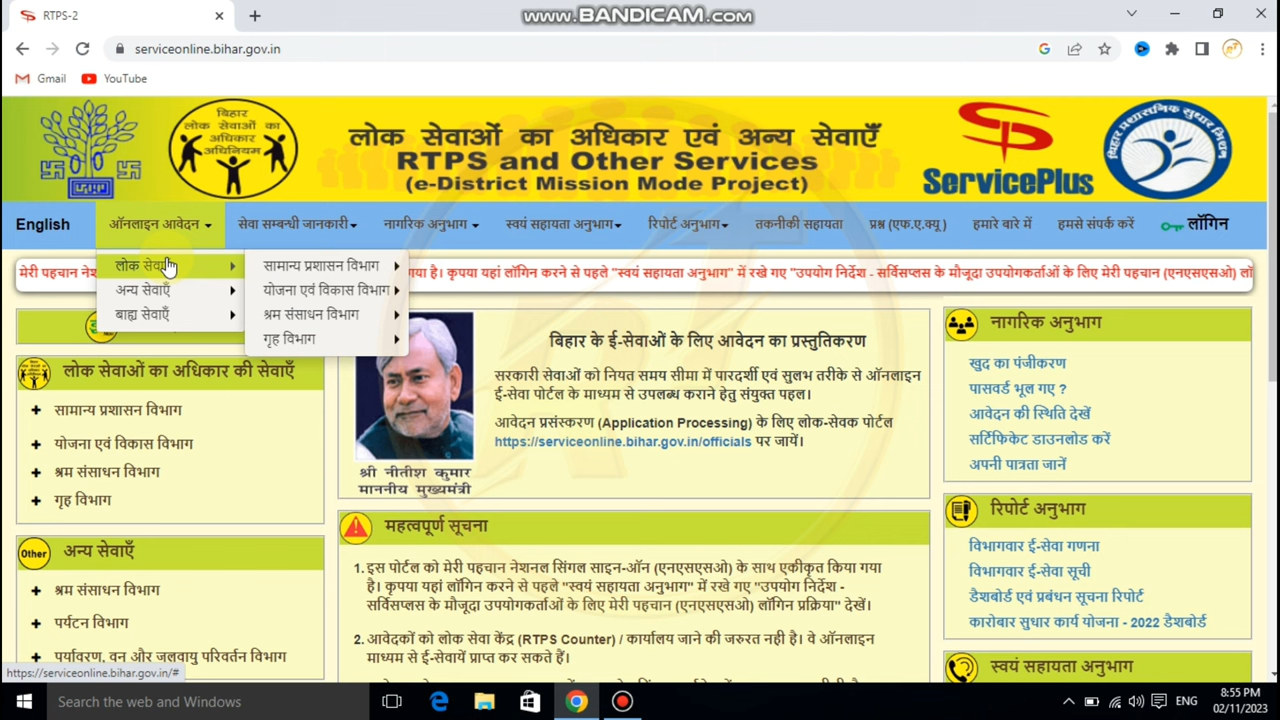 RTPS-2
www.BANDICAM.com
serviceonline.bihar.gov.in
Gmail
YouTube
बिहार
लोक सेवाओं का
अधिकार
अधिनियम
लोक सेवाओं का अधिकार एवं अन्य सेवाएँ
RTPS and Other Services
(e-District Mission Mode Project)
ServicePlus
बिहार प्रशासनिक सुधार मिशन
English
ऑनलाइन आवेदन
सेवा सम्बन्धी जानकारी
नागरिक अनुभाग
स्वयं सहायता अनुभाग
रिपोर्ट अनुभाग
तकनीकी सहायता
प्रश्न (एफ.ए.क्यू )
हमारे बारे में
हमसे संपर्क करें
लॉगिन
मेरी पहचान
गया है। कृपया यहां लॉगिन करने से पहले "स्वयं सहायता अनुभाग" में रखे गए "उपयोग निर्देश - सर्विसप्लस के मौजूदा उपयोगकर्ताओं के लिए मेरी पहचान (एनएसएसओ)
लोक
अन्य सेवाएँ
बाह्य सेवाएँ
सामान्य प्रशासन विभाग
योजना एवं विकास विभाग
श्रम संसाधन विभाग
गृह विभाग
लोक सेवाओं का अधिकार की सेवाएँ
+ सामान्य प्रशासन विभाग
+ योजना एवं विकास विभाग
+ श्रम संसाधन विभाग
+ गृह विभाग
Other
अन्य सेवाएँ
+ श्रम संसाधन विभाग
+ पर्यटन विभाग
+ पर्यावरण, वन और जलवायु परिवर्तन विभाग
श्री नीतीश कुमार
माननीय मुख्यमंत्री
बिहार के ई-सेवाओं के लिए आवेदन का प्रस्तुतिकरण
सरकारी सेवाओं को नियत समय सीमा में पारदर्शी एवं सुलभ तरीके से ऑनलाइन
ई-सेवा पोर्टल के माध्यम से उपलब्ध कराने हेतु संयुक्त पहल।
आवेदन प्रसंस्करण (Application Processing) के लिए लोक-सेवक पोर्टल
https://serviceonline.bihar.gov.in/officials पर जायें।
महत्वपूर्ण सूचना
1. इस पोर्टल को मेरी पहचान नेशनल सिंगल साइन-ऑन (एनएसएसओ) के साथ एकीकृत किया गया
है। कृपया यहां लॉगिन करने से पहले "स्वयं सहायता अनुभाग" में रखे गए "उपयोग निर्देश -
सर्विसप्लस के मौजूदा उपयोगकर्ताओं के लिए मेरी पहचान (एनएसएसओ) लॉगिन प्रक्रिया" देखें।
2. आवेदकों को लोक सेवा केंद्र (RTPS Counter) / कार्यालय जाने की जरुरत नही है। वे ऑनलाइन
माध्यम से ई-सेवायें प्राप्त कर सकते हैं।
नागरिक अनुभाग
खुद का पंजीकरण
पासवर्ड भूल गए ?
आवेदन की स्थिति देखें
सर्टिफिकेट डाउनलोड करें
अपनी पात्रता जानें
रिपोर्ट अनुभाग
विभागवार ई-सेवा गणना
विभागवार ई-सेवा सूची
डैशबोर्ड एवं प्रबंधन सूचना रिपोर्ट
कारोबार सुधार कार्य योजना - 2022 डैशबोर्ड
स्वयं सहायता अनुभाग
https://serviceonline.bihar.gov.in/#
Search the web and Windows
ENG
8:55 PM
02/11/2023